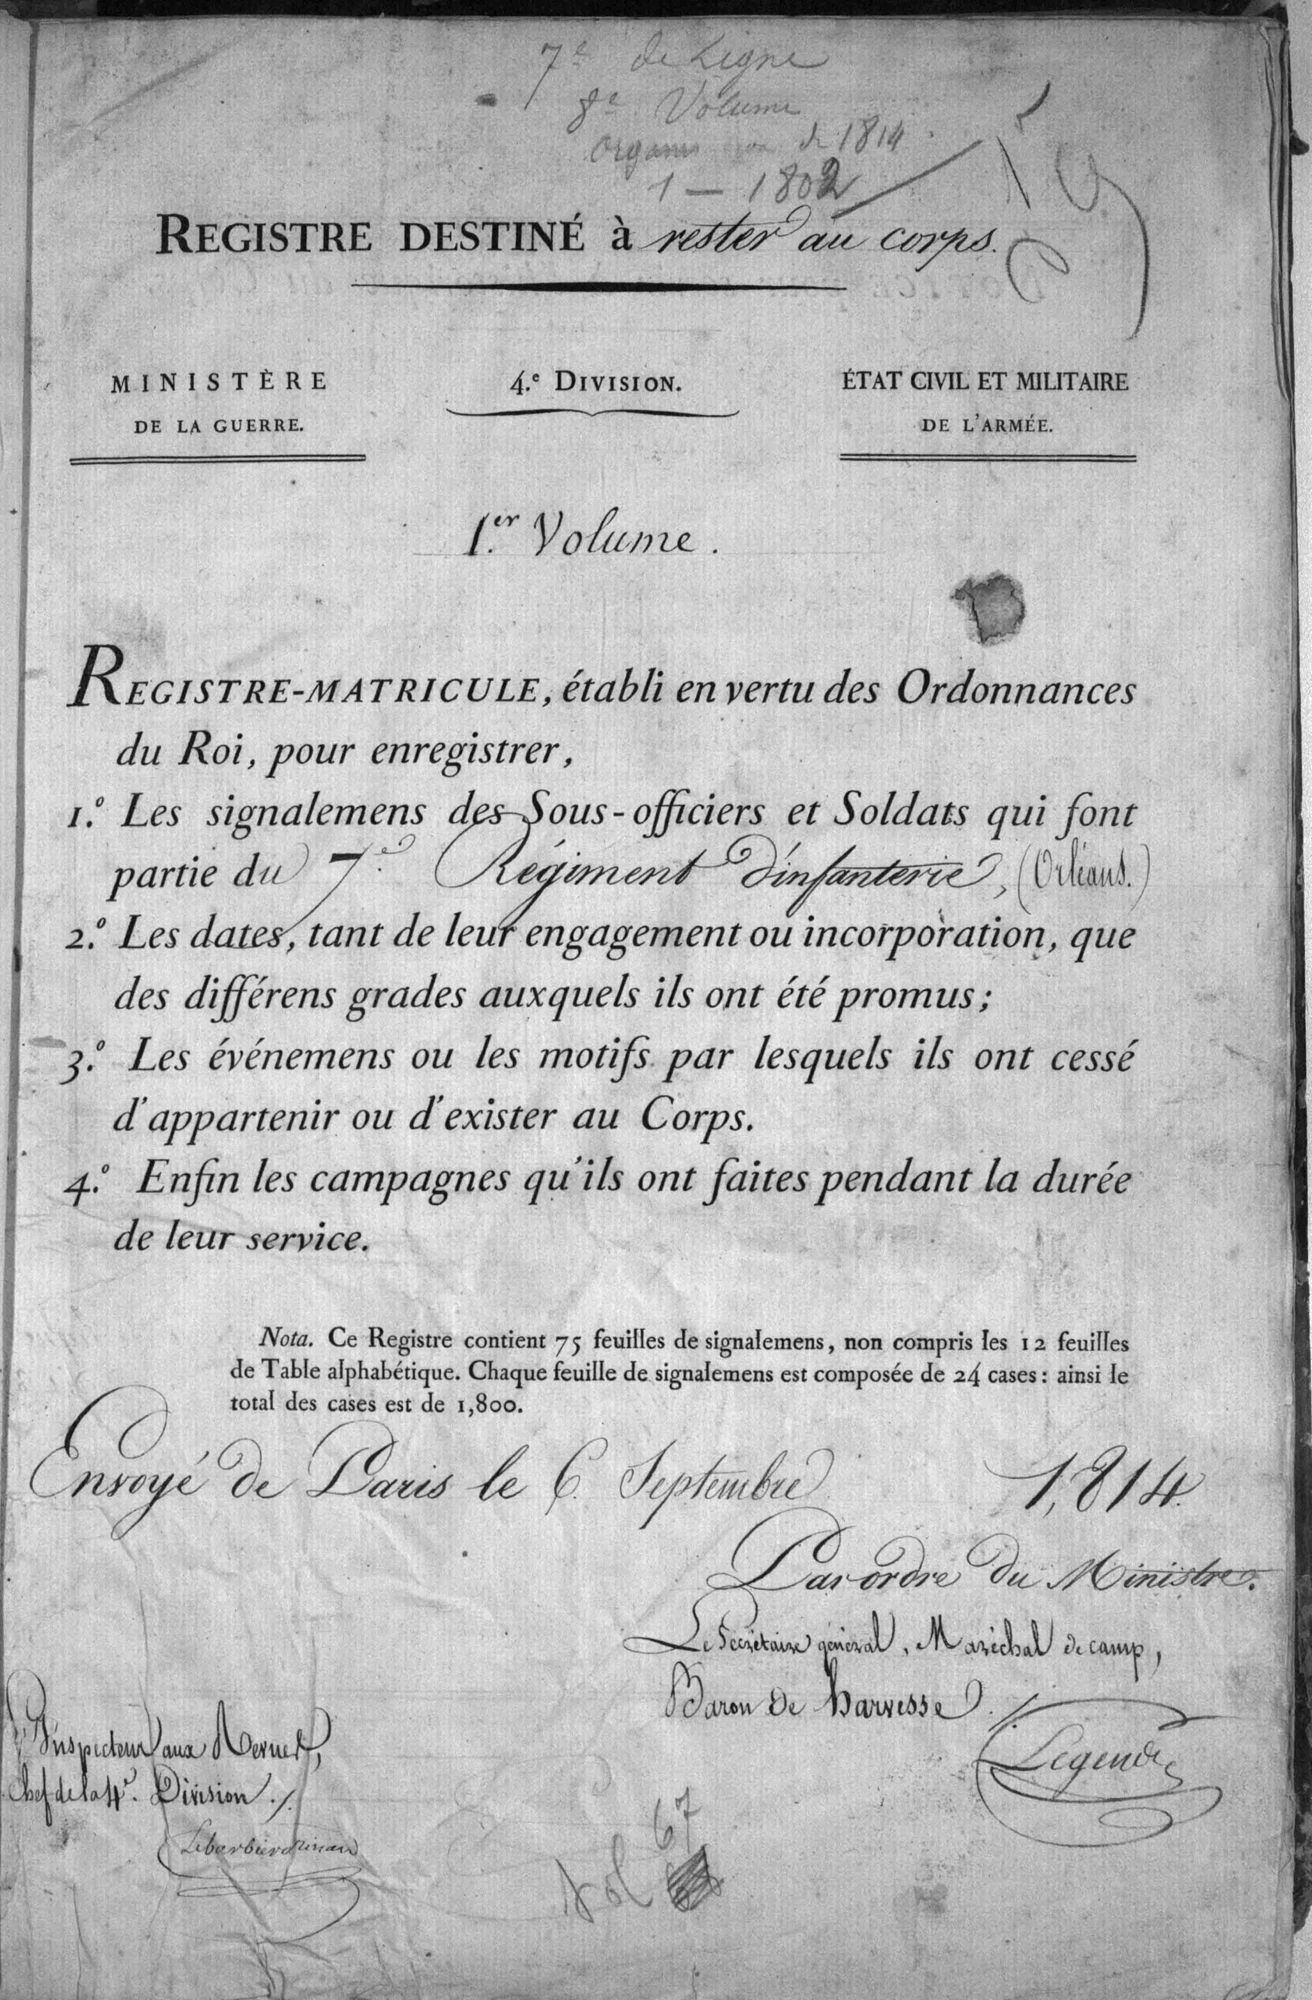 7e de Ligne
8e Volume
de 1814
1 — 1802
REGISTRE DESTINÉ à rester au corps.
MINISTÈRE
DE LA GUERRE.
4.e DIVISION.
ÉTAT CIVIL ET MILITAIRE
DE L'ARMÉE.
1.er Volume.
REGISTRE-MATRICULE, établi en vertu des Ordonnances
du Roi, pour enregistrer,
1.º Les signalemens des Sous-officiers et Soldats qui font
partie du 7.e Régiment d'infanterie, (Orléans.)
2.º Les dates, tant de leur engagement ou incorporation, que
des différens grades auxquels ils ont été promus;
3.º Les événemens ou les motifs par lesquels ils ont cessé
d'appartenir ou d'exister au Corps.
4.º Enfin les campagnes qu'ils ont faites pendant la durée
de leur service.
Nota. Ce Registre contient 75 feuilles de signalemens, non compris les 12 feuilles
de Table alphabétique. Chaque feuille de signalemens est composée de 24 cases: ainsi le
total des cases est de 1,800.
Envoyé de Paris le 6. Septembre 1,814.
Par ordre du Ministre.
Le Secrétaire général, Maréchal de camp,
Baron de harvesse
Legendre
L'Inspecteur aux Revues,
Chef de la 4e. Division
67
Vol